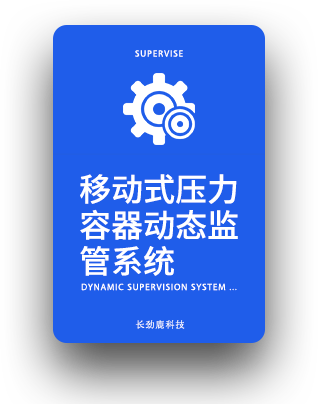 SUPERVISE
移动式压力
容器动态监
管系统
DYNAMIC SUPERVISION SYSTEM ...
长劲鹿科技